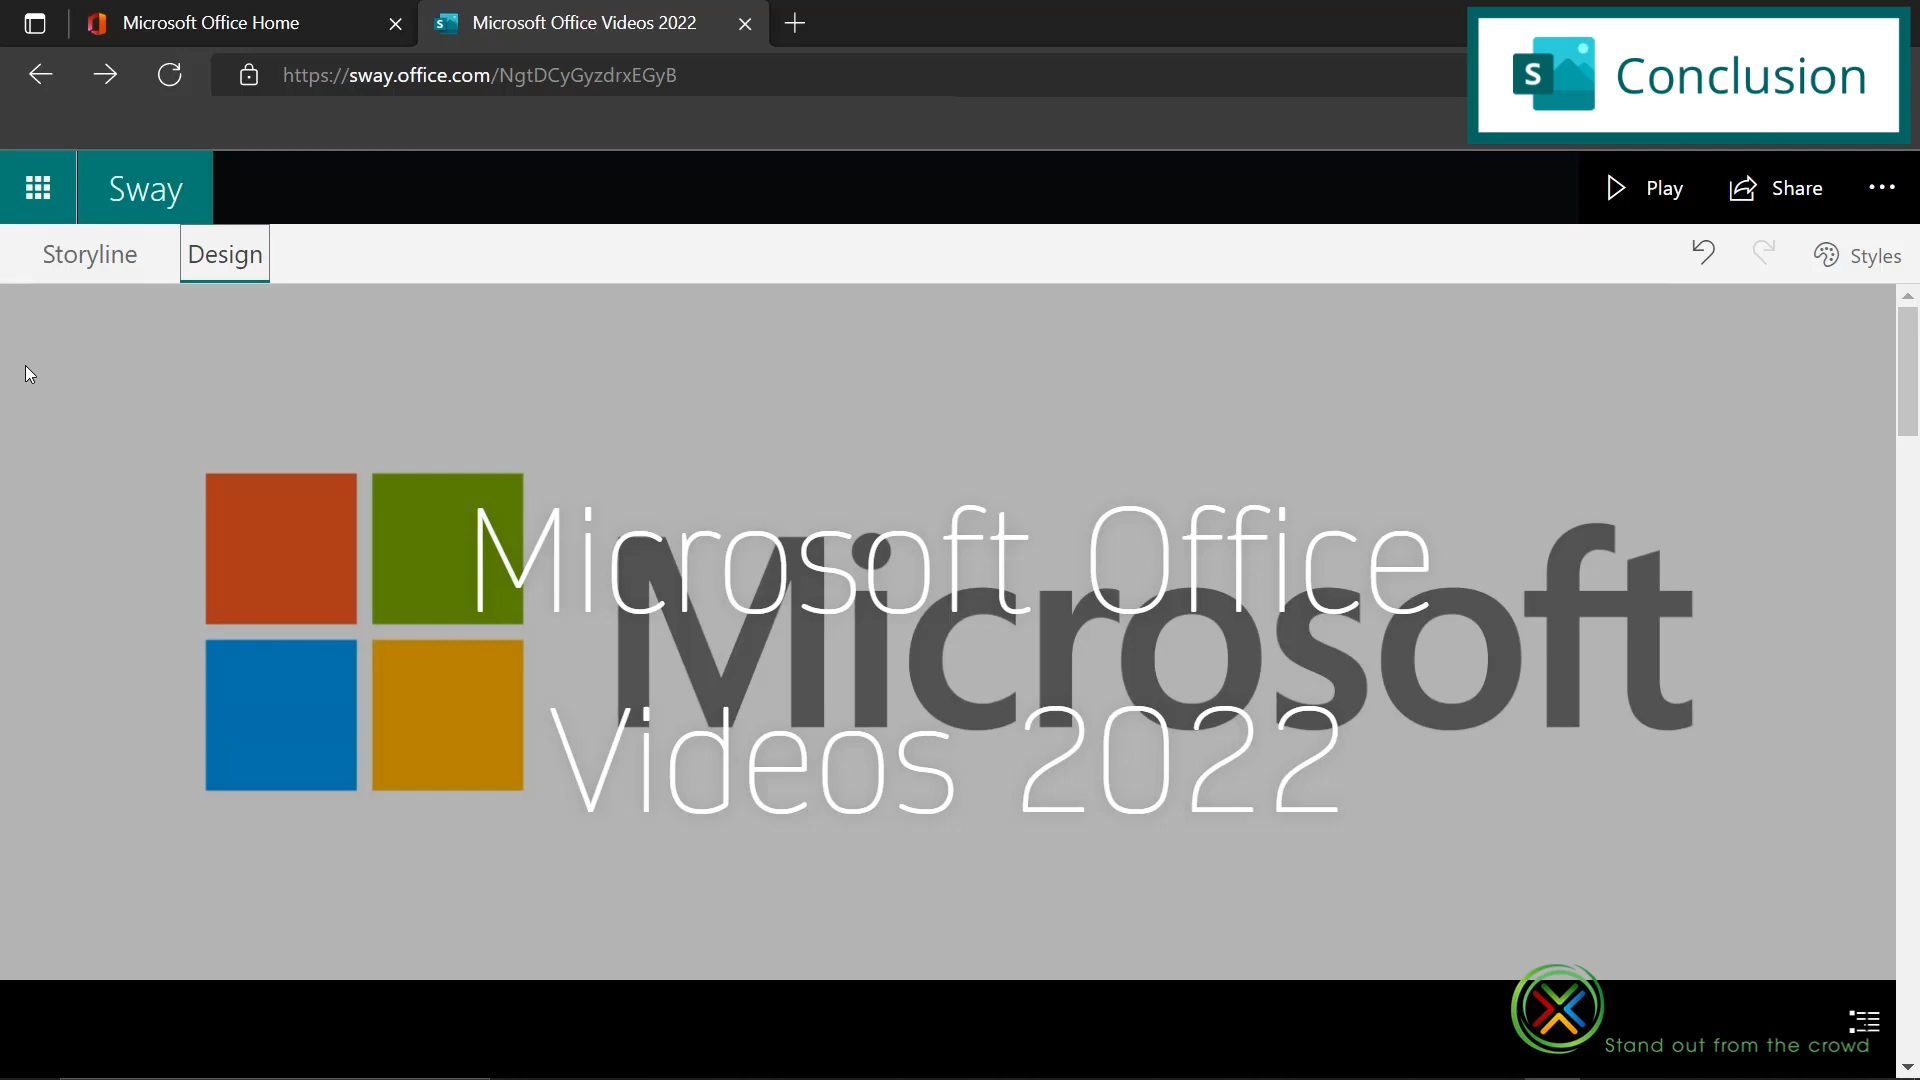 Microsoft Office Home
Microsoft Office Videos 2022
https://sway.office.com/NgtDCyGyzdrxEGyB
S Conclusion
Sway
Play
Share
Storyline
Design
Styles
Microsoft Office
Microsoft
Videos 2022
Stand out from the crowd